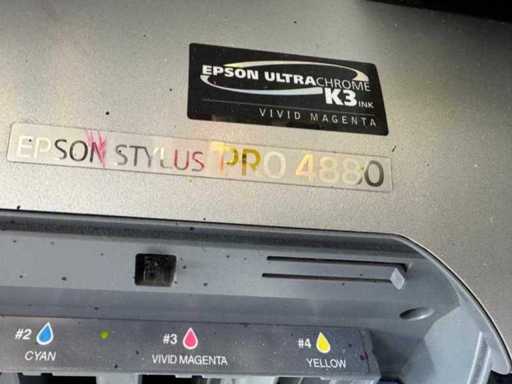 EPSON ULTRACHROME
K3 INK
VIVID MAGENTA
EPSON STYLUS PRO 4880
#2
CYAN
#3
VIVID MAGENTA
#4
YELLOW